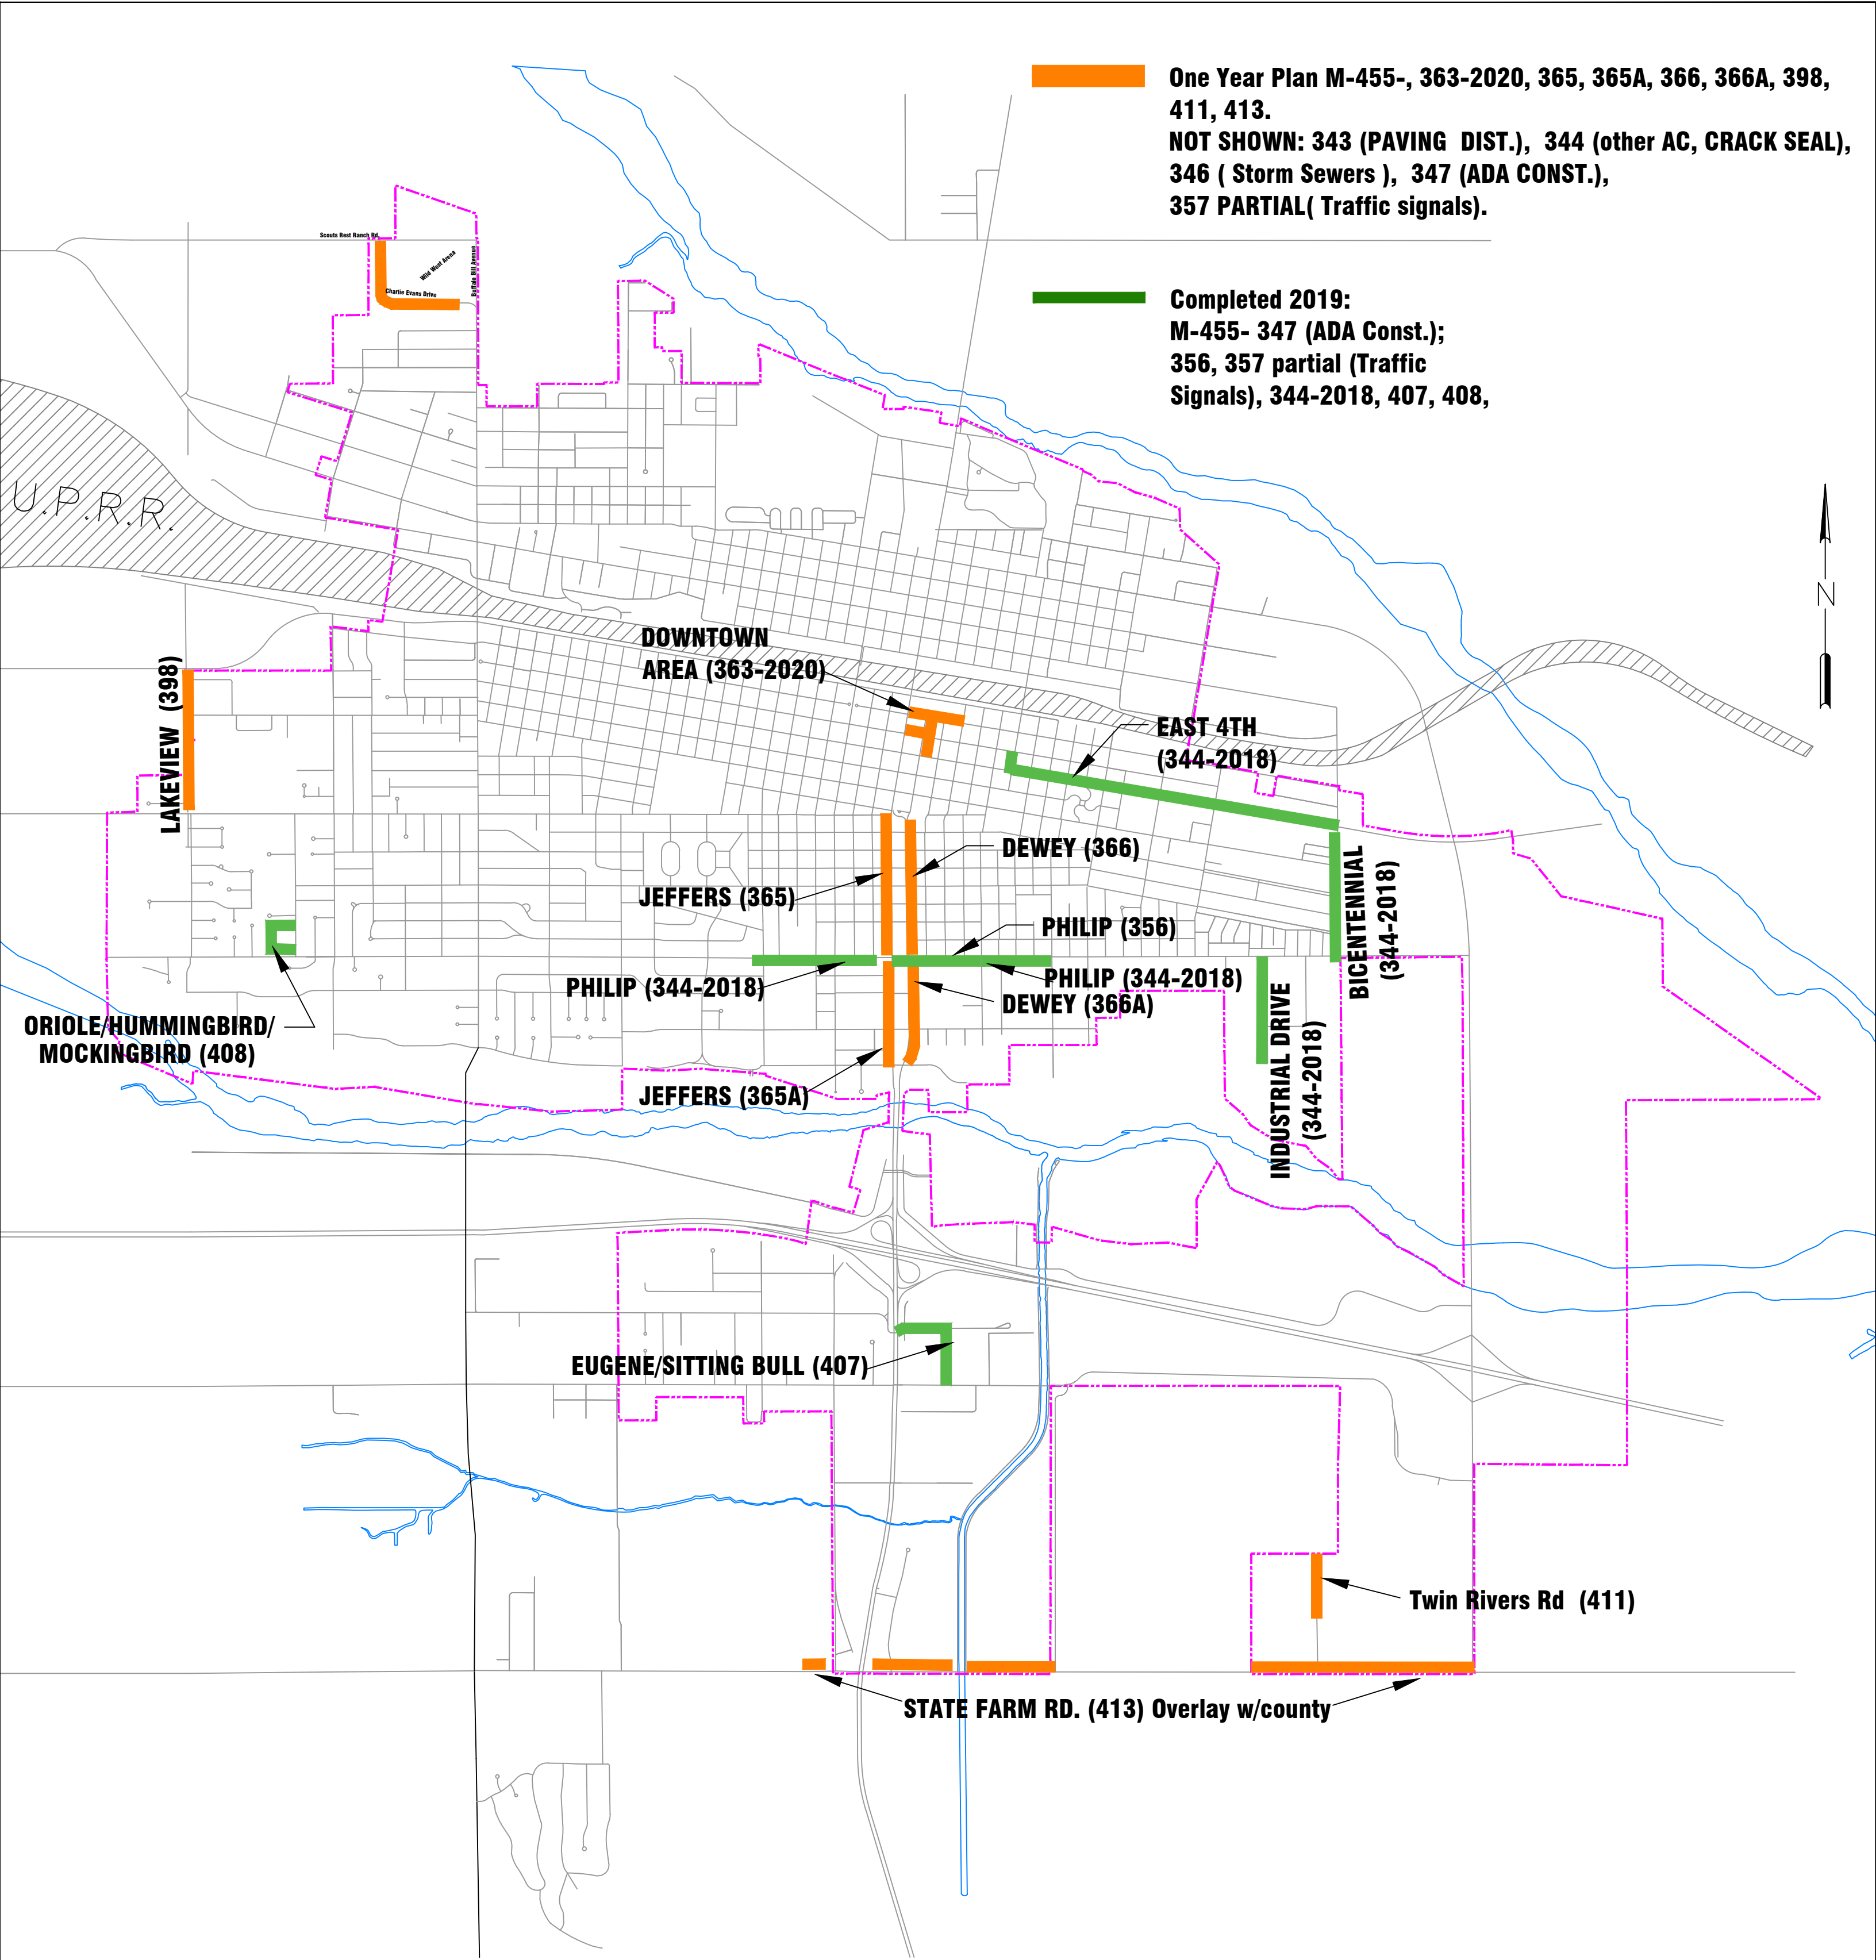 One Year Plan M-455-, 363-2020, 365, 365A, 366, 366A, 398,
411, 413.
NOT SHOWN: 343 (PAVING DIST.), 344 (other AC, CRACK SEAL),
346 ( Storm Sewers ), 347 (ADA CONST.),
357 PARTIAL( Traffic signals).
Completed 2019:
M-455- 347 (ADA Const.);
356, 357 partial (Traffic
Signals), 344-2018, 407, 408,
Scouts Rest Ranch Rd.
Wild West Arena
Buffalo Bill Avenue
Charlie Evans Drive
U.P.R.R.
N
DOWNTOWN
AREA (363-2020)
LAKEVIEW (398)
EAST 4TH
(344-2018)
DEWEY (366)
JEFFERS (365)
BICENTENNIAL
(344-2018)
PHILIP (356)
PHILIP (344-2018)
PHILIP (344-2018)
DEWEY (366A)
ORIOLE/HUMMINGBIRD/
MOCKINGBIRD (408)
INDUSTRIAL DRIVE
(344-2018)
JEFFERS (365A)
EUGENE/SITTING BULL (407)
Twin Rivers Rd (411)
STATE FARM RD. (413) Overlay w/county